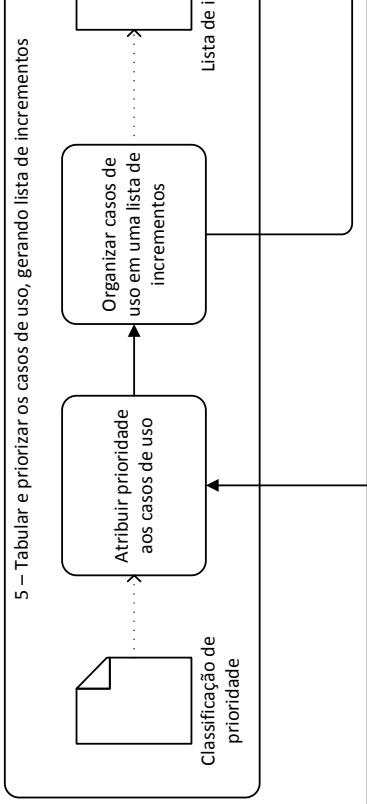 5 – Tabular e priorizar os casos de uso, gerando lista de incrementos
Classificação de
prioridade
Atribuir prioridade
aos casos de uso
Organizar casos de
uso em uma lista de
incrementos
Lista de i